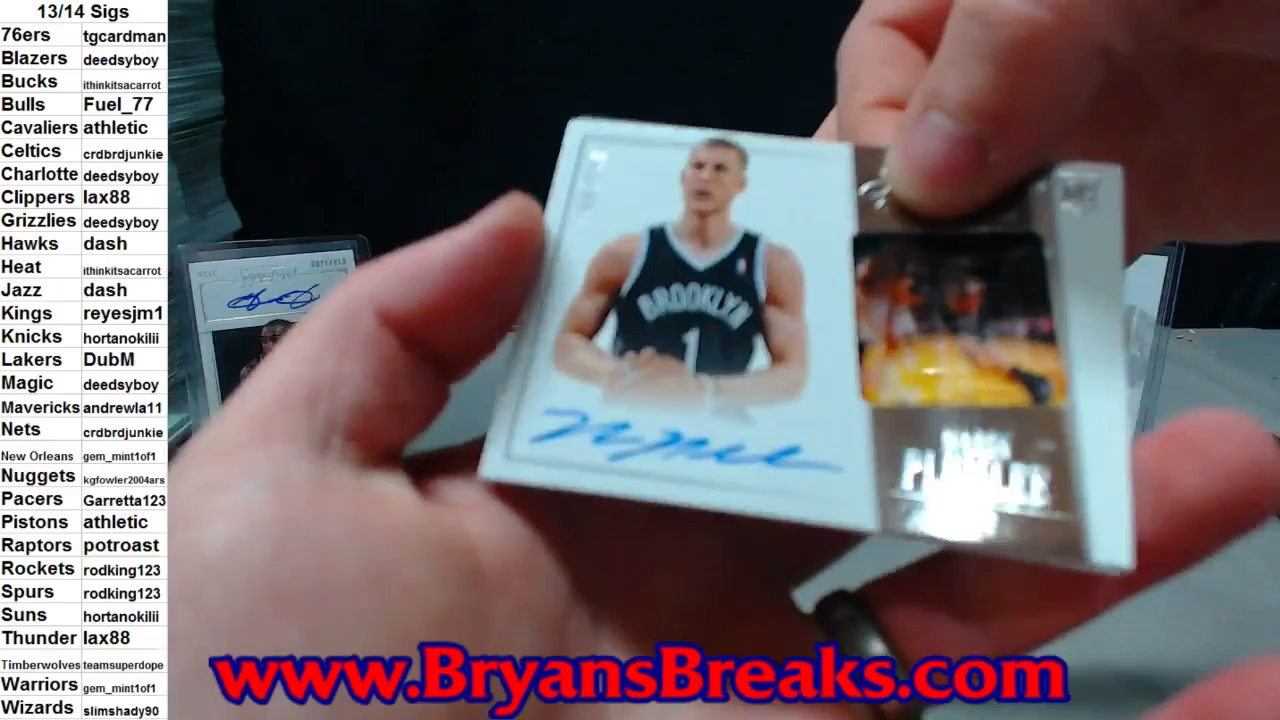 13/14 Sigs
76ers tgcardman
Blazers deedsyboy
Bucks ithinkitsacarrot
Bulls Fuel_77
Cavaliers athletic
Celtics crdbrdjunkie
Charlotte deedsyboy
Clippers lax88
Grizzlies deedsyboy
Hawks dash
Heat ithinkitsacarrot
Jazz dash
Kings reyesjm1
Knicks hortanokilii
Lakers DubM
Magic deedsyboy
Mavericks andrewla11
Nets crdbrdjunkie
New Orleans gem_mint1of1
Nuggets kgfowler2004ars
Pacers Garretta123
Pistons athletic
Raptors potroast
Rockets rodking123
Spurs rodking123
Suns hortanokilii
Thunder lax88
Timberwolves teamsuperdope
Warriors gem_mint1of1
Wizards slimshady90
BROOKLYN
1
MASON
PLUMLEE
www.BryansBreaks.com